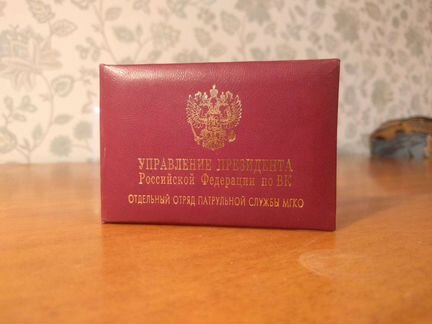 УПРАВЛЕНИЕ ПРЕЗИДЕНТА
Российской Федерации по ВК
ОТДЕЛЬНЫЙ ОТРЯД ПАТРУЛЬНОЙ СЛУЖБЫ МГКО